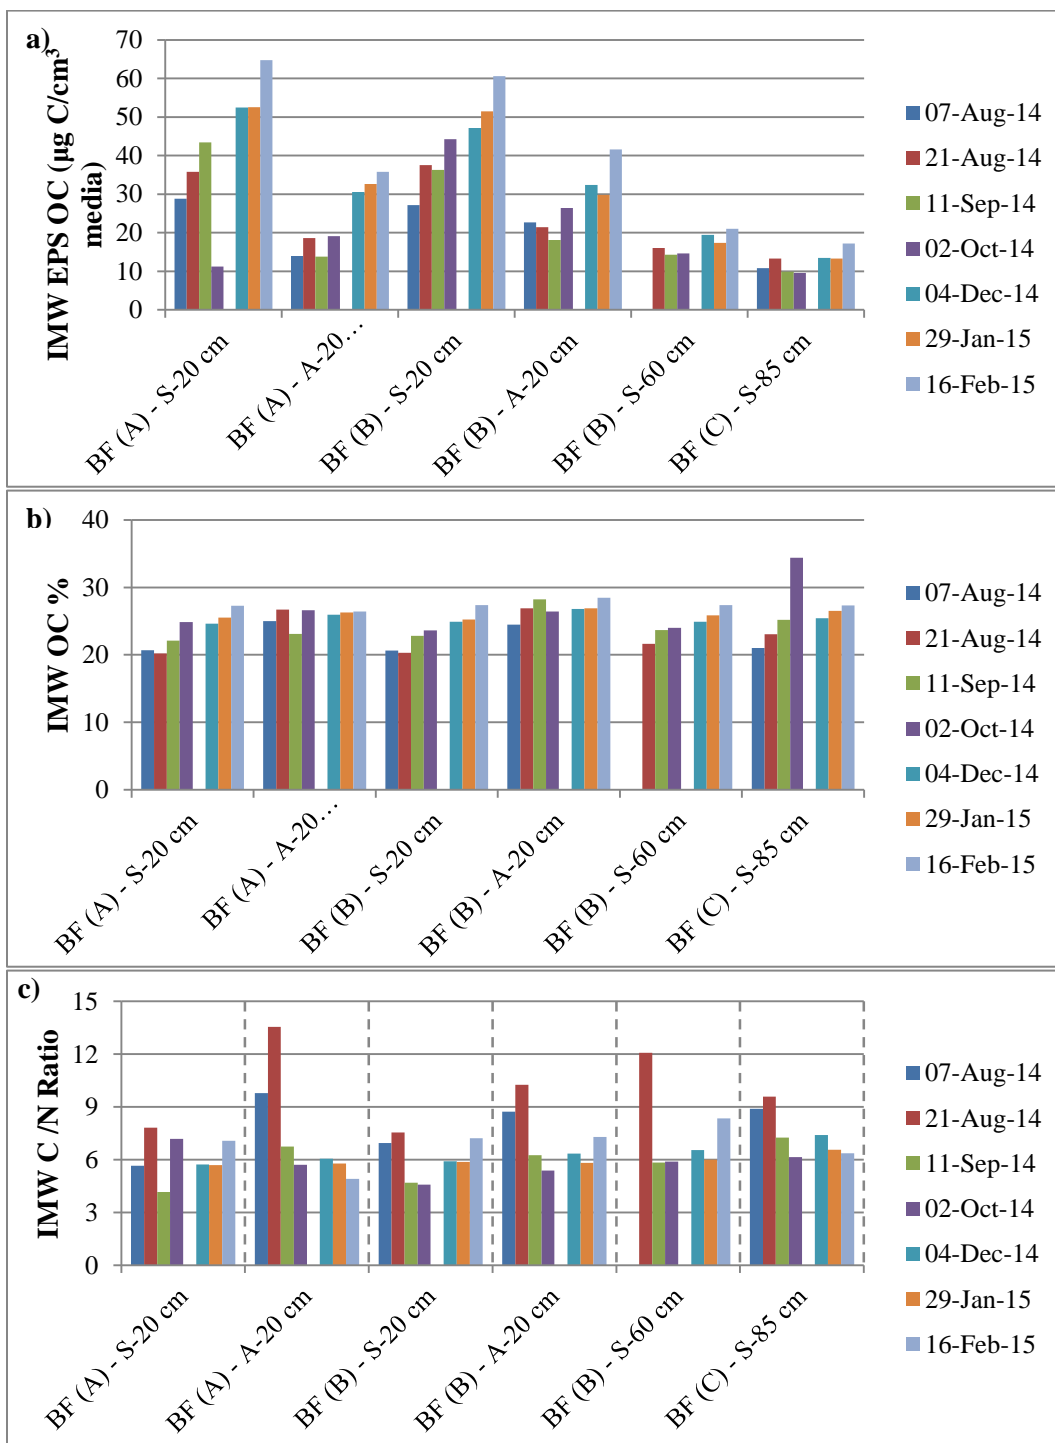 a)
IMW EPS OC (µg C/cm³
media)
70
60
50
40
30
20
10
0
BF (A) - S-20 cm
BF (A) - A-20…
BF (B) - S-20 cm
BF (B) - A-20 cm
BF (B) - S-60 cm
BF (C) - S-85 cm
07-Aug-14
21-Aug-14
11-Sep-14
02-Oct-14
04-Dec-14
29-Jan-15
16-Feb-15
b)
IMW OC %
40
30
20
10
0
BF (A) - S-20 cm
BF (A) - A-20…
BF (B) - S-20 cm
BF (B) - A-20 cm
BF (B) - S-60 cm
BF (C) - S-85 cm
07-Aug-14
21-Aug-14
11-Sep-14
02-Oct-14
04-Dec-14
29-Jan-15
16-Feb-15
c)
IMW C /N Ratio
15
12
9
6
3
0
BF (A) - S-20 cm
BF (A) - A-20 cm
BF (B) - S-20 cm
BF (B) - A-20 cm
BF (B) - S-60 cm
BF (C) - S-85 cm
07-Aug-14
21-Aug-14
11-Sep-14
02-Oct-14
04-Dec-14
29-Jan-15
16-Feb-15